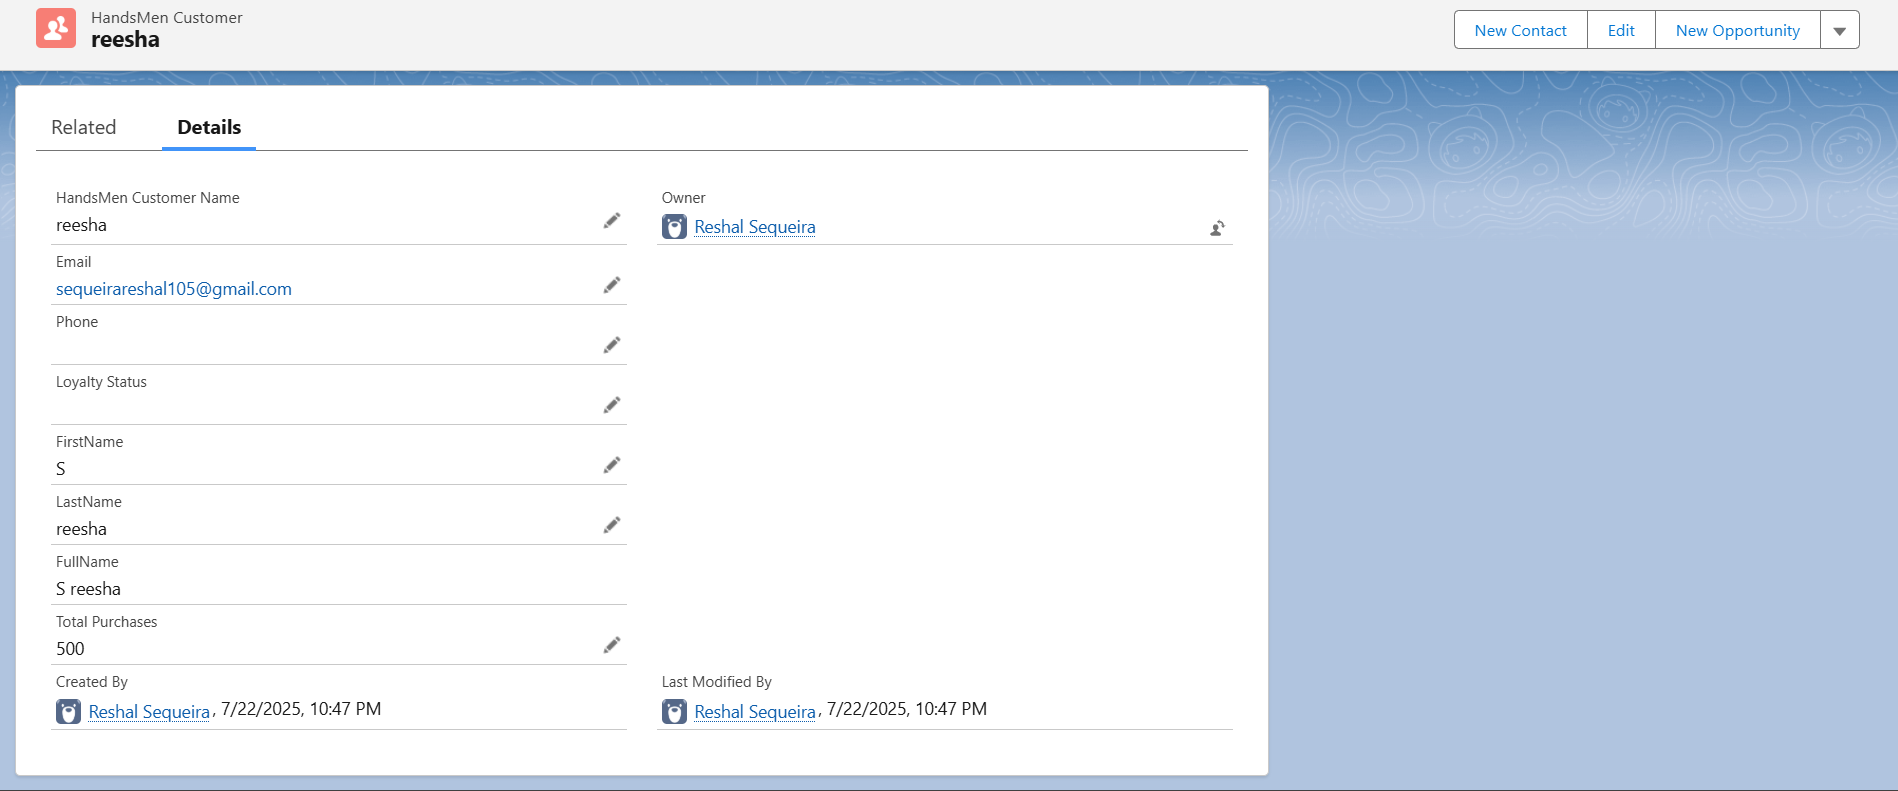 HandsMen Customer
reesha
New Contact
Edit
New Opportunity
Related
Details
HandsMen Customer Name
reesha
Owner
Reshal Sequeira
Email
sequeirareshal105@gmail.com
Phone
Loyalty Status
FirstName
S
LastName
reesha
FullName
S reesha
Total Purchases
500
Created By
Reshal Sequeira, 7/22/2025, 10:47 PM
Last Modified By
Reshal Sequeira, 7/22/2025, 10:47 PM